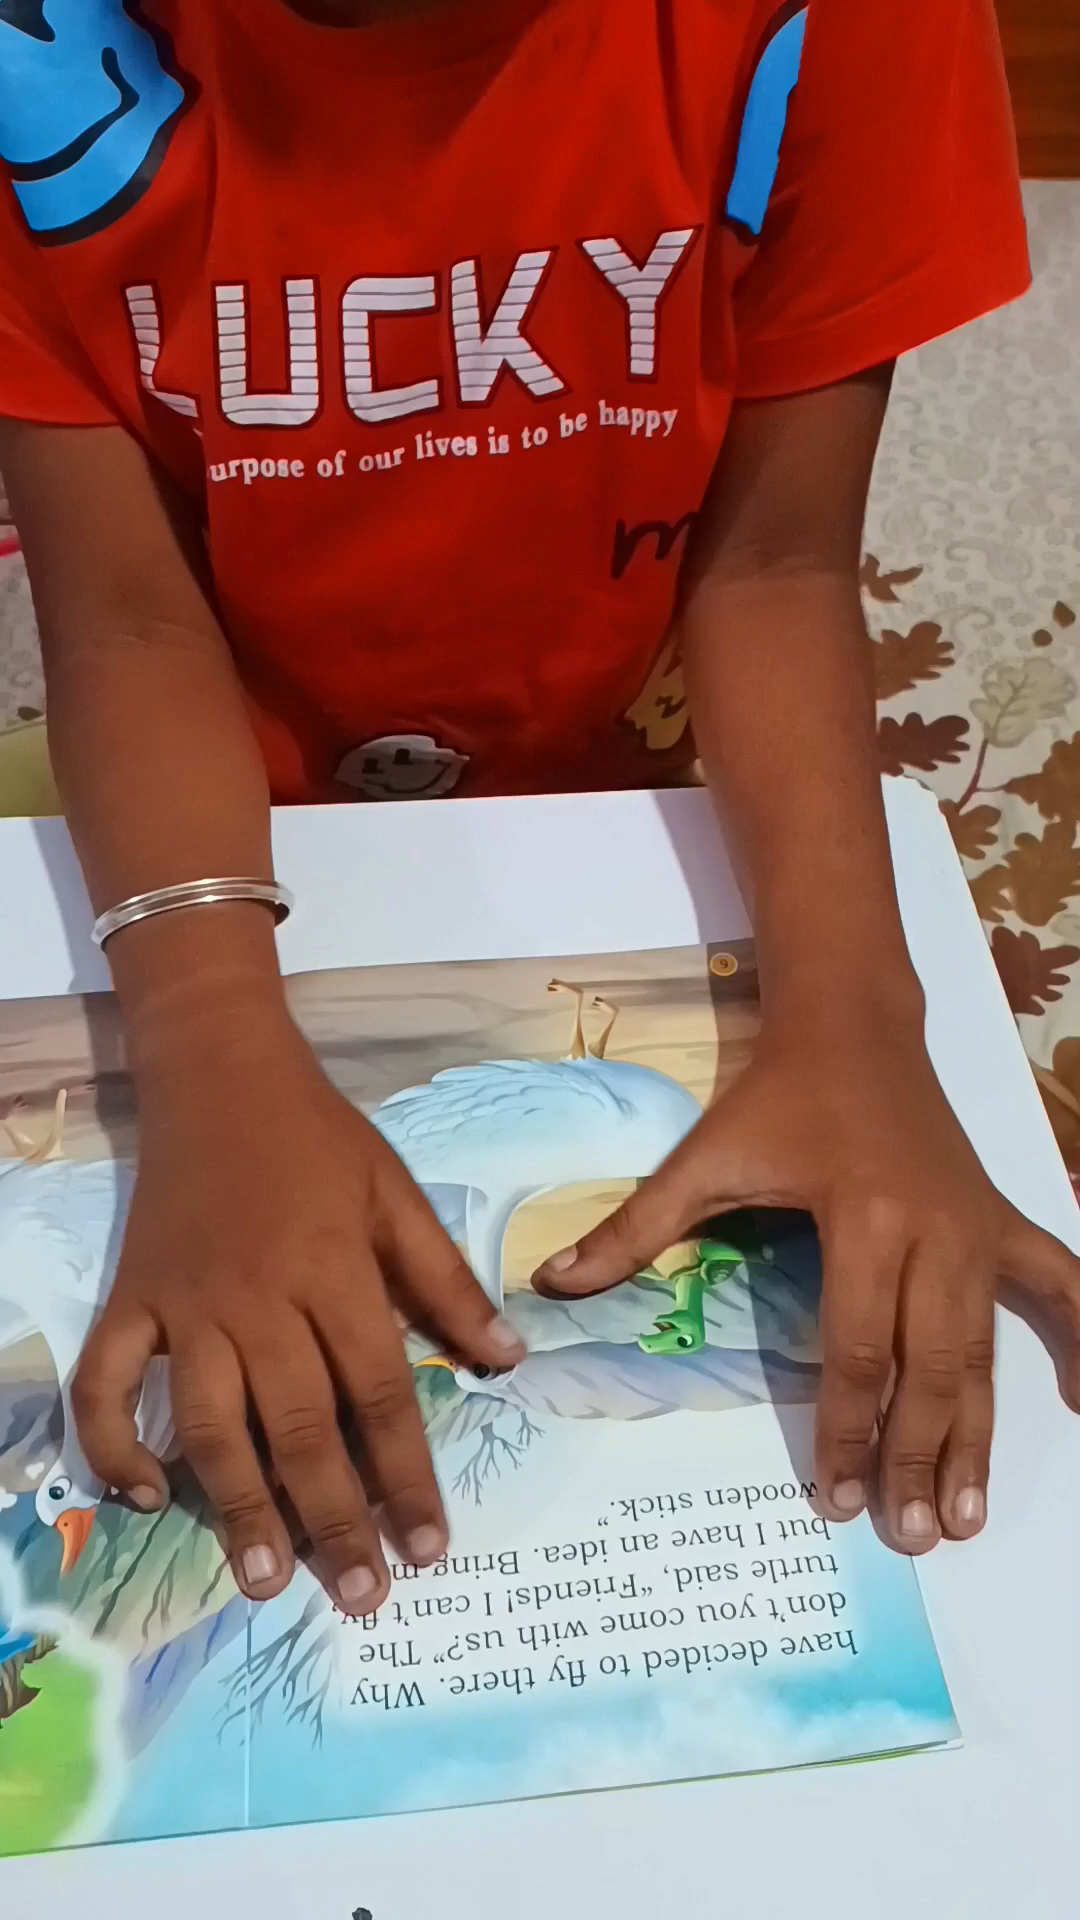 LUCKY
urpose of our lives is to be happy
have decided to fly there. Why
don't you come with us?" The
turtle said, "Friends! I can't fly,
but I have an idea. Bring
wooden stick."
9